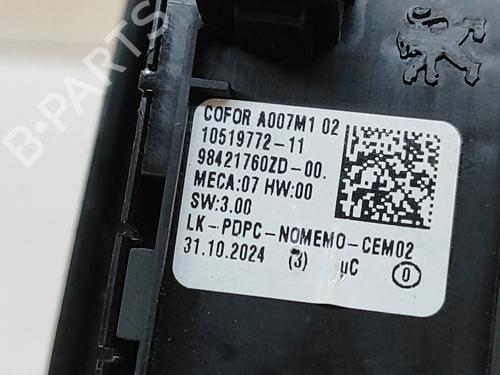 B-PARTS
COFOR A007M1 02
10519772-11
98421760ZD-00.
MECA:07 HW:00
SW:3.00
LK-PDPC-NOMEMO-CEM02
31.10.2024 (3) µC 0